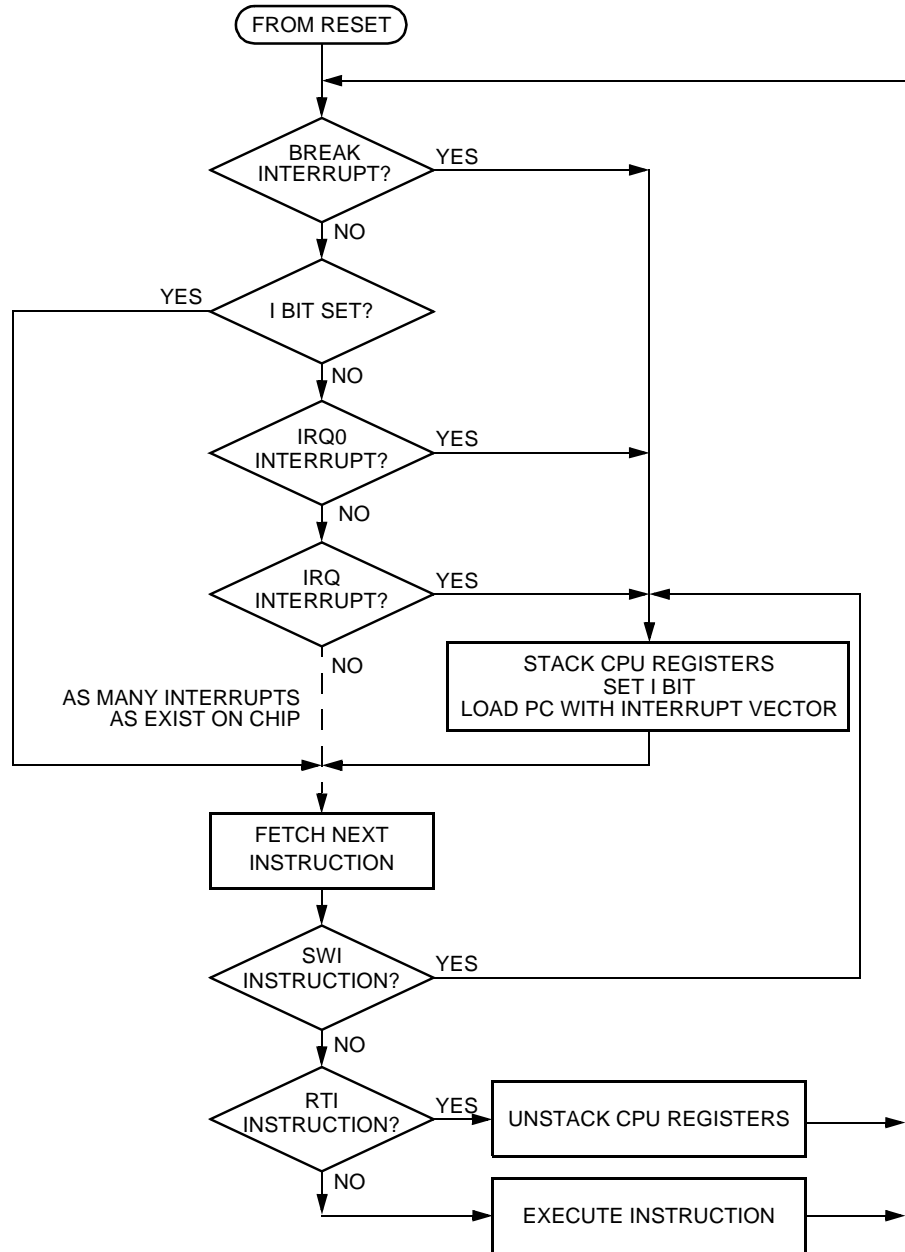 FROM RESET
BREAK
INTERRUPT?
YES
NO
I BIT SET?
YES
NO
IRQ0
INTERRUPT?
YES
NO
IRQ
INTERRUPT?
YES
NO
AS MANY INTERRUPTS
AS EXIST ON CHIP
STACK CPU REGISTERS
SET I BIT
LOAD PC WITH INTERRUPT VECTOR
FETCH NEXT
INSTRUCTION
SWI
INSTRUCTION?
YES
NO
RTI
INSTRUCTION?
YES
UNSTACK CPU REGISTERS
NO
EXECUTE INSTRUCTION